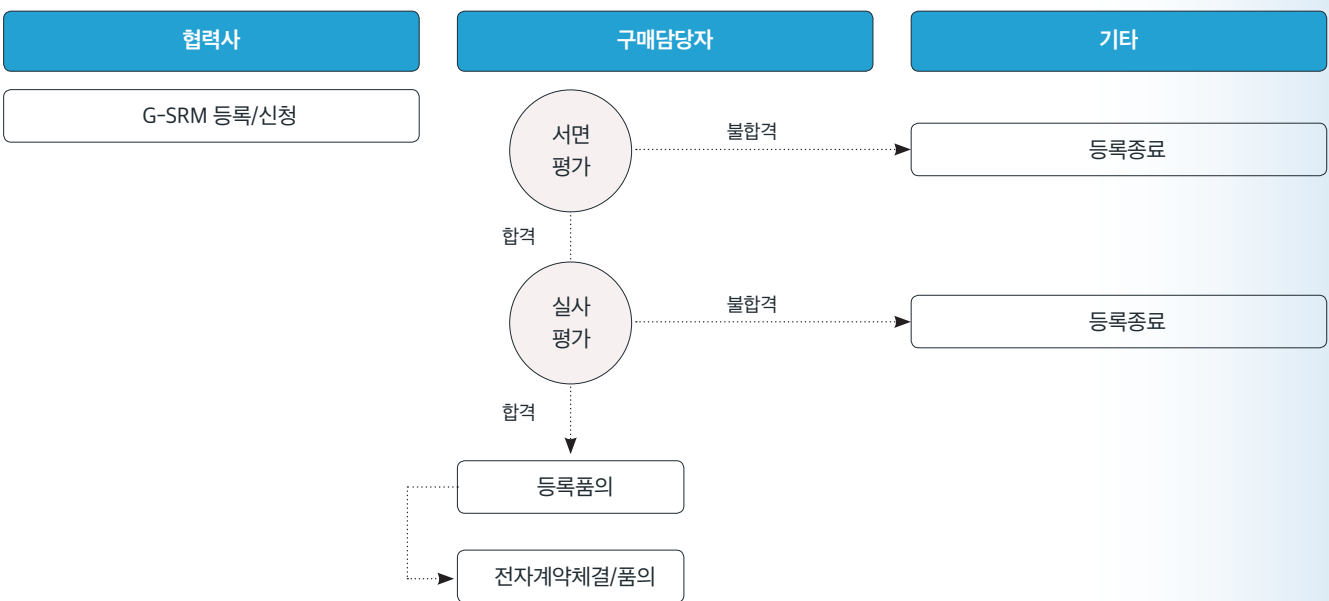 협력사
구매담당자
기타
G-SRM 등록/신청
서면
평가
불합격
등록종료
합격
실사
평가
불합격
등록종료
합격
등록품의
전자계약체결/품의